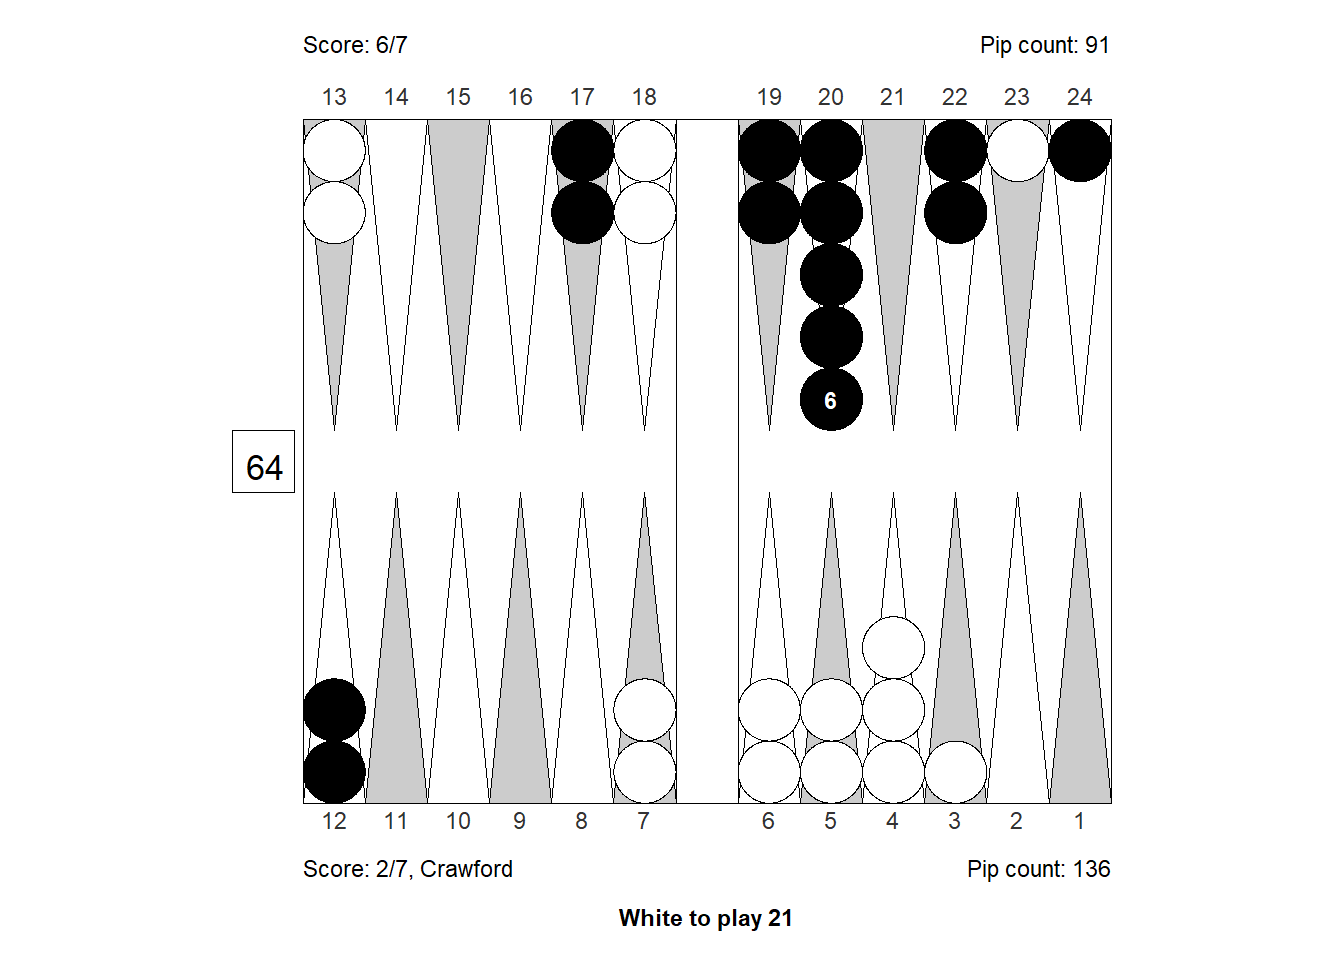 Score: 6/7 Pip count: 91
13 14 15 16 17 18 19 20 21 22 23 24
6
64
12 11 10 9 8 7 6 5 4 3 2 1
Score: 2/7, Crawford Pip count: 136
White to play 21